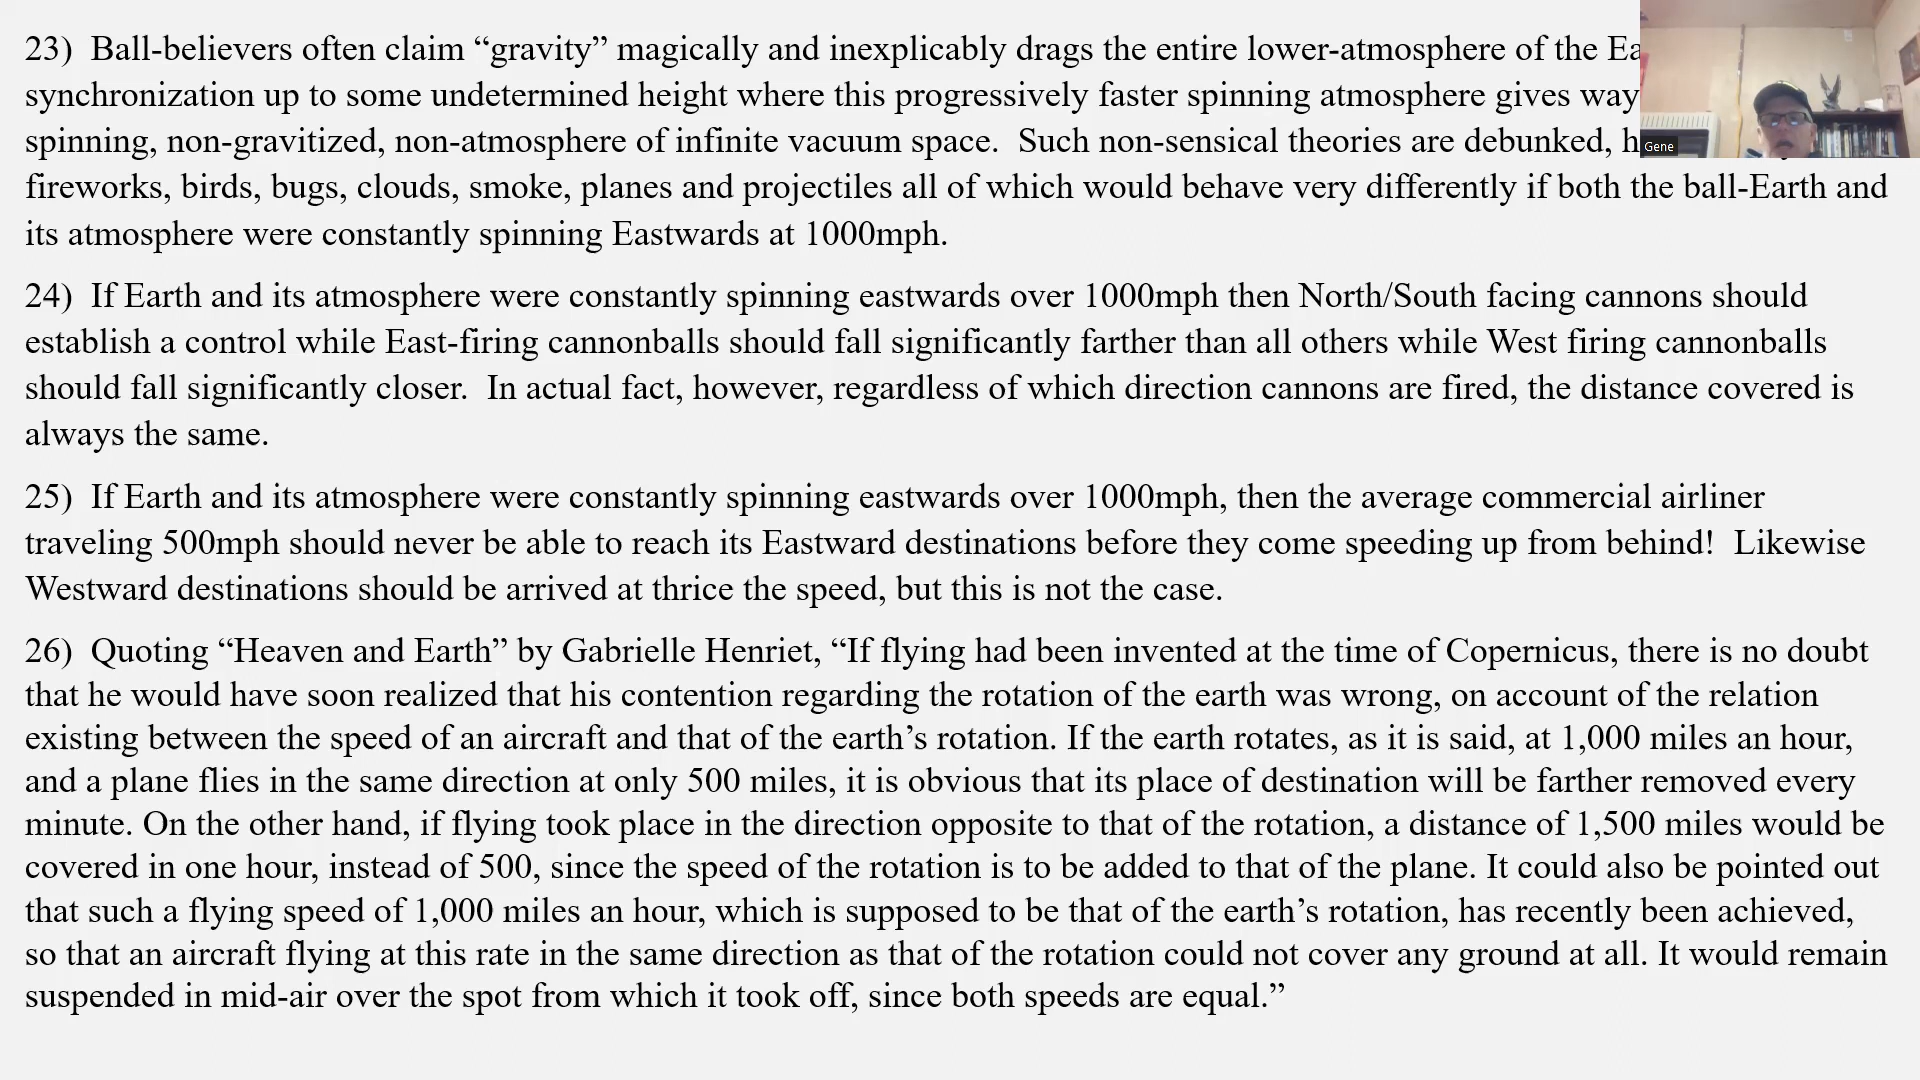 23)  Ball-believers often claim “gravity” magically and inexplicably drags the entire lower-atmosphere of the
synchronization up to some undetermined height where this progressively faster spinning atmosphere gives way
spinning, non-gravitized, non-atmosphere of infinite vacuum space.  Such non-sensical theories are debunked,
Gene
fireworks, birds, bugs, clouds, smoke, planes and projectiles all of which would behave very differently if both the ball-Earth and
its atmosphere were constantly spinning Eastwards at 1000mph.
24)  If Earth and its atmosphere were constantly spinning eastwards over 1000mph then North/South facing cannons should
establish a control while East-firing cannonballs should fall significantly farther than all others while West firing cannonballs
should fall significantly closer.  In actual fact, however, regardless of which direction cannons are fired, the distance covered is
always the same.
25)  If Earth and its atmosphere were constantly spinning eastwards over 1000mph, then the average commercial airliner
traveling 500mph should never be able to reach its Eastward destinations before they come speeding up from behind!  Likewise
Westward destinations should be arrived at thrice the speed, but this is not the case.
26)  Quoting “Heaven and Earth” by Gabrielle Henriet, “If flying had been invented at the time of Copernicus, there is no doubt
that he would have soon realized that his contention regarding the rotation of the earth was wrong, on account of the relation
existing between the speed of an aircraft and that of the earth’s rotation. If the earth rotates, as it is said, at 1,000 miles an hour,
and a plane flies in the same direction at only 500 miles, it is obvious that its place of destination will be farther removed every
minute. On the other hand, if flying took place in the direction opposite to that of the rotation, a distance of 1,500 miles would be
covered in one hour, instead of 500, since the speed of the rotation is to be added to that of the plane. It could also be pointed out
that such a flying speed of 1,000 miles an hour, which is supposed to be that of the earth’s rotation, has recently been achieved,
so that an aircraft flying at this rate in the same direction as that of the rotation could not cover any ground at all. It would remain
suspended in mid-air over the spot from which it took off, since both speeds are equal.”